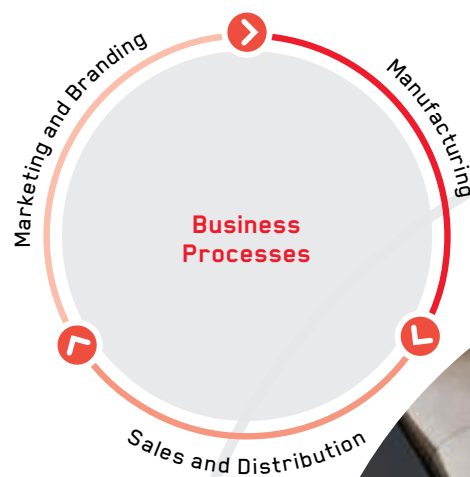 Business
Processes
Manufacturing
Sales and Distribution
Marketing and Branding